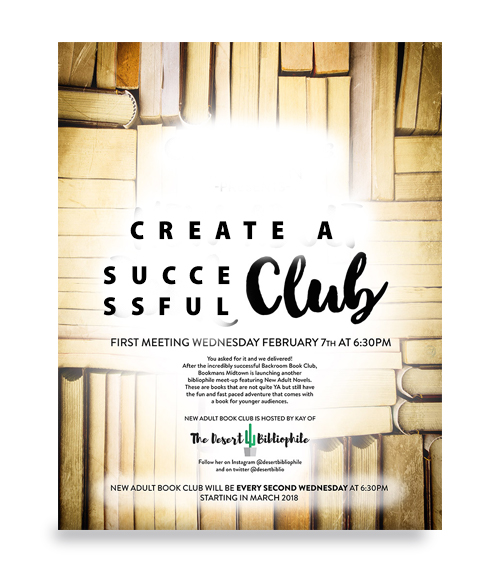 CREATE A
SUCCE
SSFUL Club
FIRST MEETING WEDNESDAY FEBRUARY 7TH AT 6:30PM
You asked for it and we delivered!
After the incredibly successful Backroom Book Club,
Bookmans Midtown is launching another
bibliophile meet-up featuring New Adult Novels.
These are books that are not quite YA but still have
the fun and fast paced adventure that comes with
a book for younger audiences.
NEW ADULT BOOK CLUB IS HOSTED BY KAY OF
The Desert Bibliophile
Follow her on Instagram @desertbibliophile
and on twitter @desertbiblio
NEW ADULT BOOK CLUB WILL BE EVERY SECOND WEDNESDAY AT 6:30PM
STARTING IN MARCH 2018